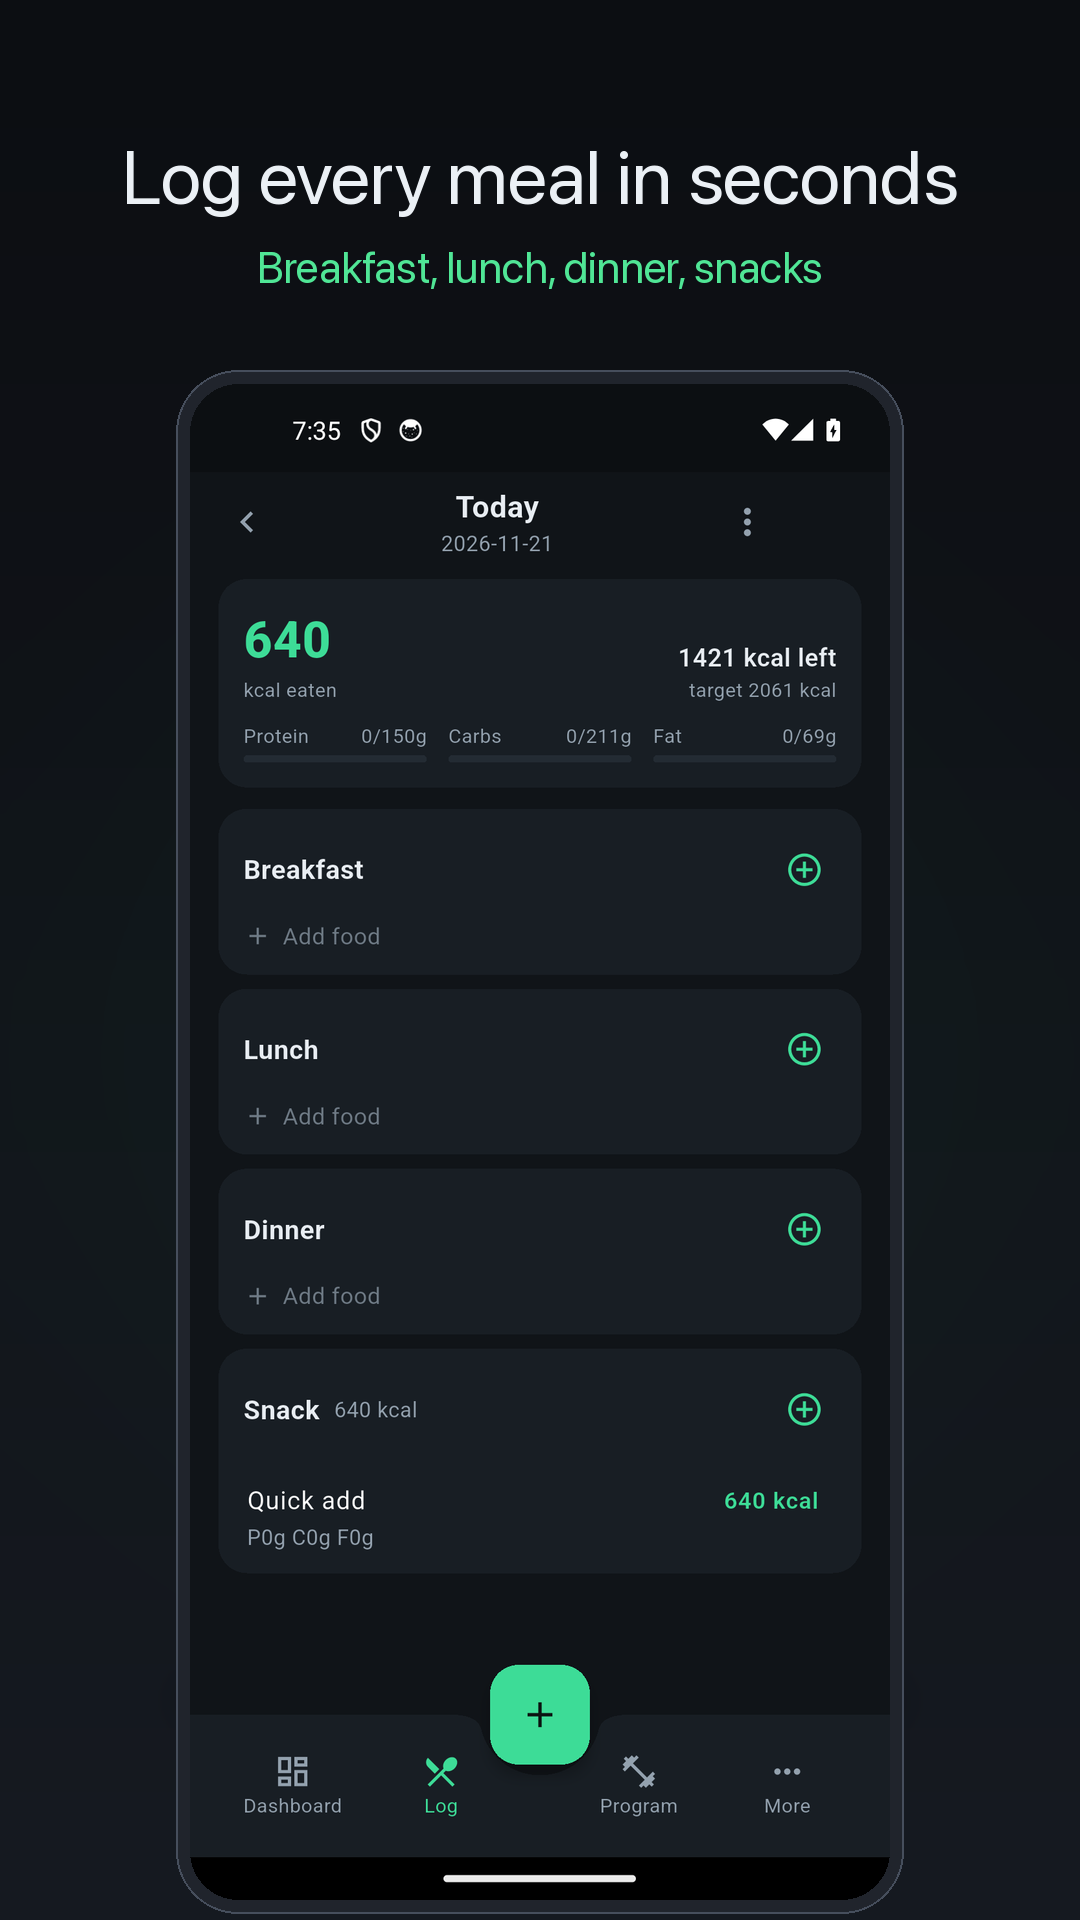 Log every meal in seconds
Breakfast, lunch, dinner, snacks
7:35
Today
2026-11-21
640
kcal eaten
1421 kcal left
target 2061 kcal
Protein 0/150g Carbs 0/211g Fat 0/69g
Breakfast
+ Add food
Lunch
+ Add food
Dinner
+ Add food
Snack 640 kcal
Quick add 640 kcal
P0g C0g F0g
+
Dashboard Log Program More